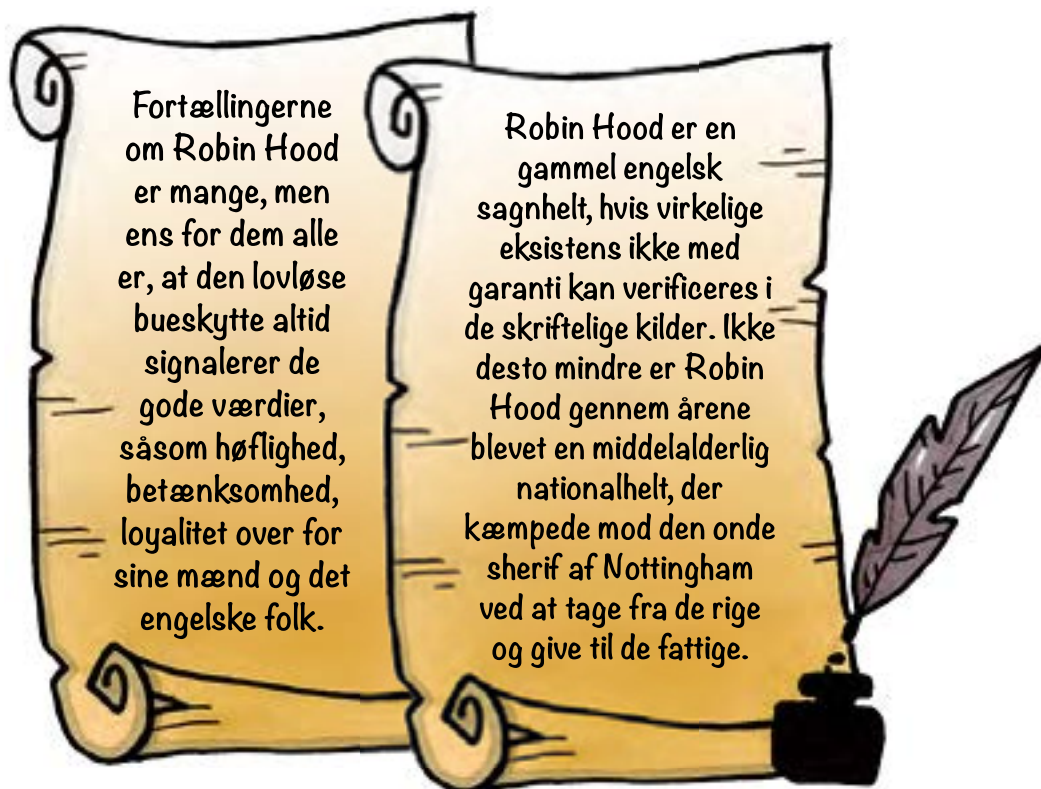 Fortællingerne
om Robin Hood
er mange, men
ens for dem alle
er, at den lovløse
bueskytte altid
signalerer de
gode værdier,
såsom høflighed,
betænksomhed,
loyalitet over for
sine mænd og det
engelske folk.
Robin Hood er en
gammel engelsk
sagnhelt, hvis virkelige
eksistens ikke med
garanti kan verificeres i
de skriftelige kilder. Ikke
desto mindre er Robin
Hood gennem årene
blevet en middelalderlig
nationalhelt, der
kæmpede mod den onde
sherif af Nottingham
ved at tage fra de rige
og give til de fattige.